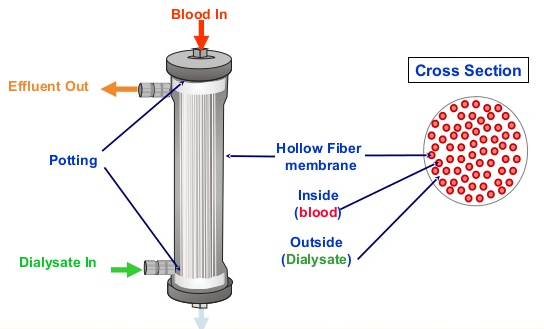 Blood In
Effluent Out
Cross Section
Potting
Hollow Fiber
membrane
Inside
(blood)
Outside
(Dialysate)
Dialysate In